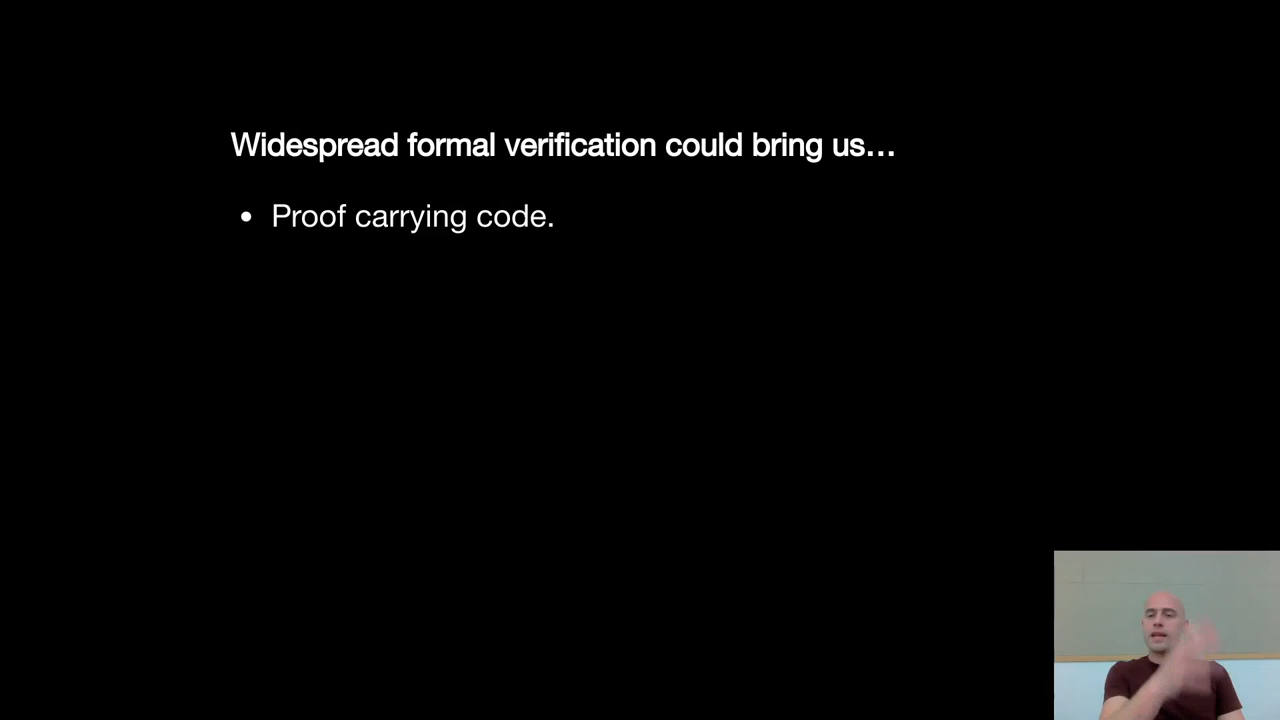 Widespread formal verification could bring us…
• Proof carrying code.